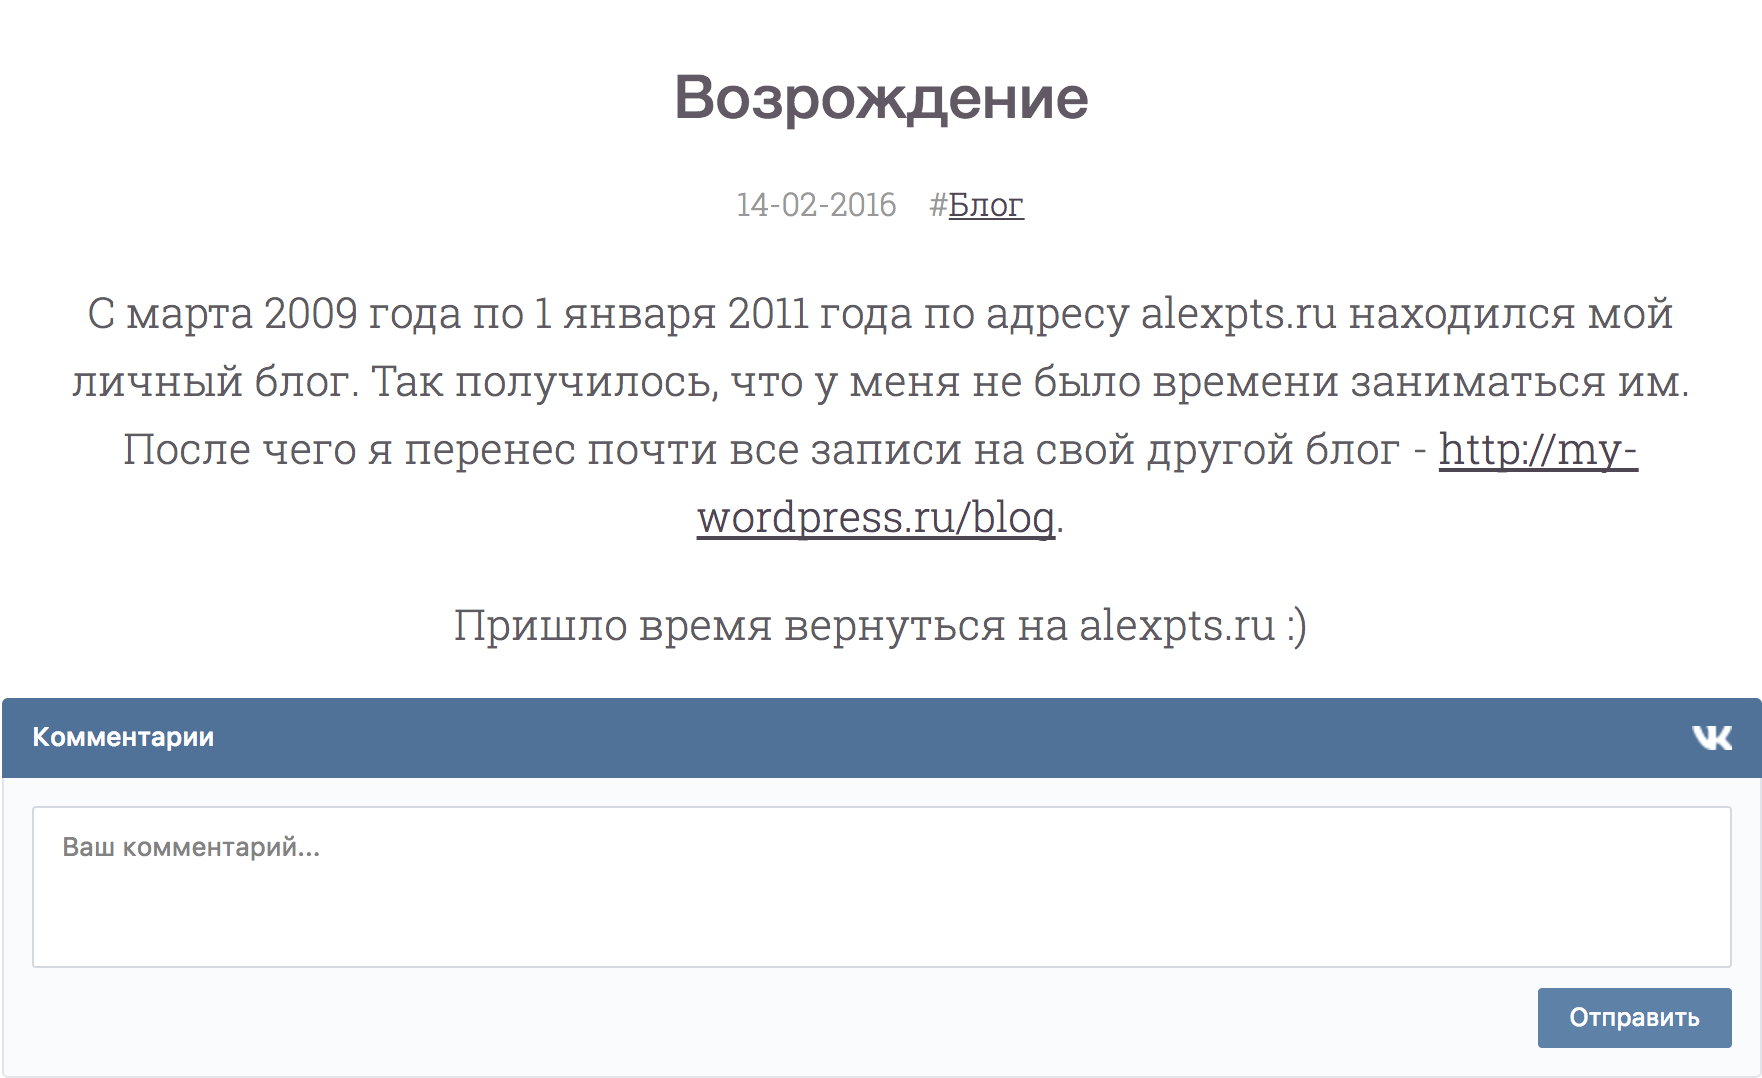 Возрождение
14-02-2016 #Блог
С марта 2009 года по 1 января 2011 года по адресу alexpts.ru находился мой
личный блог. Так получилось, что у меня не было времени заниматься им.
После чего я перенес почти все записи на свой другой блог - http://my-
wordpress.ru/blog.
Пришло время вернуться на alexpts.ru :)
Комментарии
Ваш комментарий...
Отправить